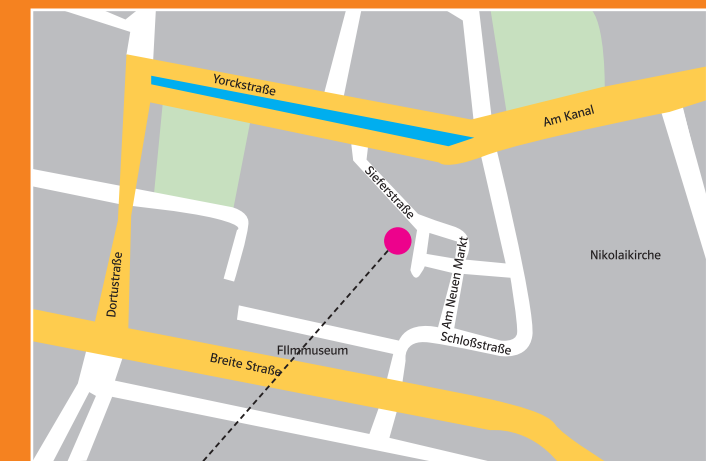 Yorckstraße
Am Kanal
Sieferstraße
Nikolaikirche
Am Neuen Markt
Dortustraße
Schloßstraße
FIlmmuseum
Breite Straße